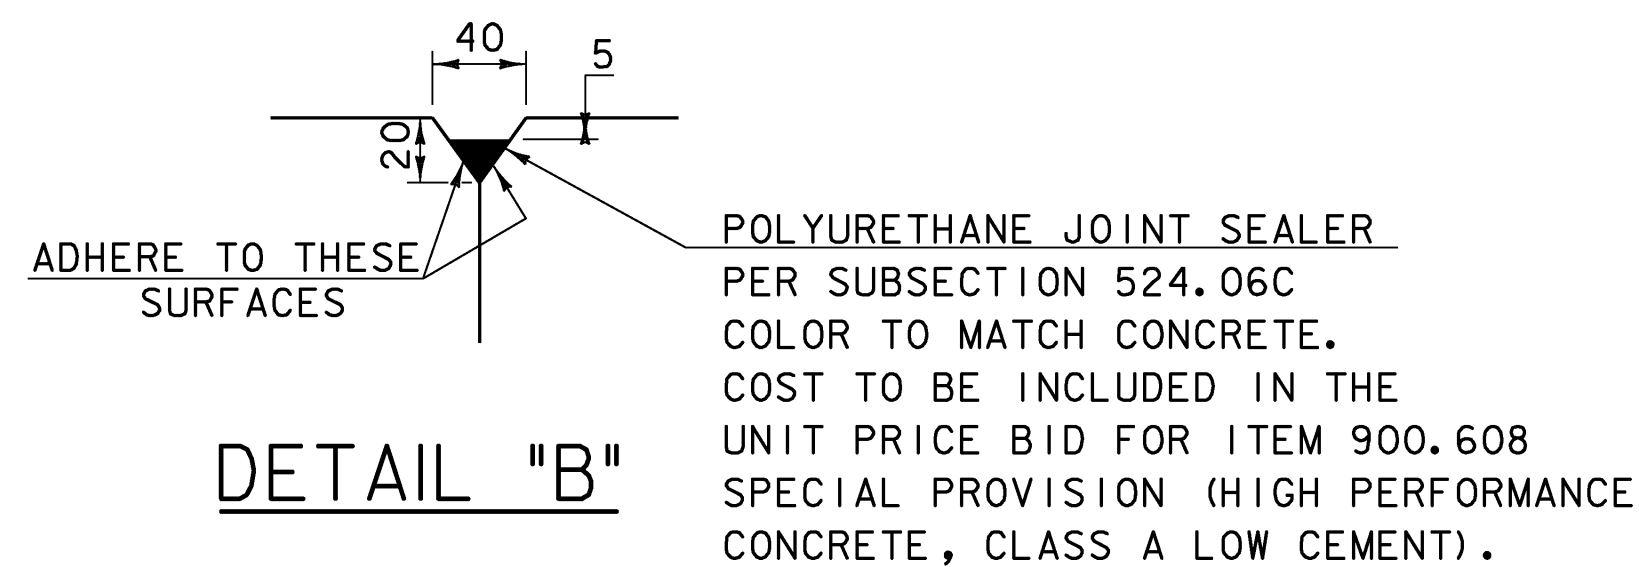 40
5
20
ADHERE TO THESE
SURFACES
POLYURETHANE JOINT SEALER
PER SUBSECTION 524.06C
COLOR TO MATCH CONCRETE.
COST TO BE INCLUDED IN THE
UNIT PRICE BID FOR ITEM 900.608
SPECIAL PROVISION (HIGH PERFORMANCE
CONCRETE, CLASS A LOW CEMENT).
DETAIL "B"